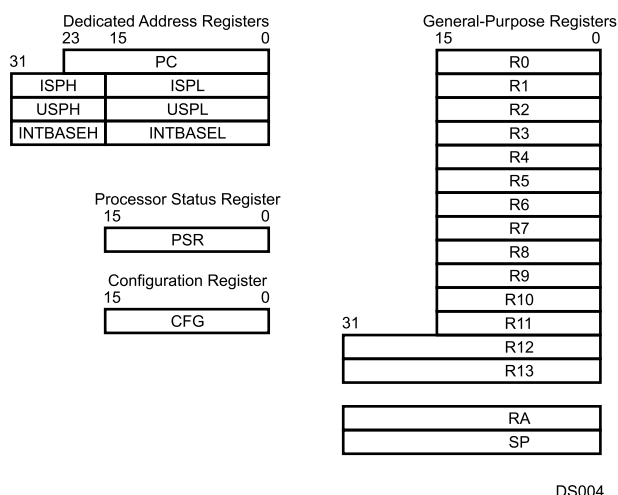 Dedicated Address Registers
23 15 0
31 PC
ISPH ISPL
USPH USPL
INTBASEH INTBASEL
Processor Status Register
15 0
PSR
Configuration Register
15 0
CFG
General-Purpose Registers
15 0
R0
R1
R2
R3
R4
R5
R6
R7
R8
R9
R10
31 R11
R12
R13
RA
SP
DS004